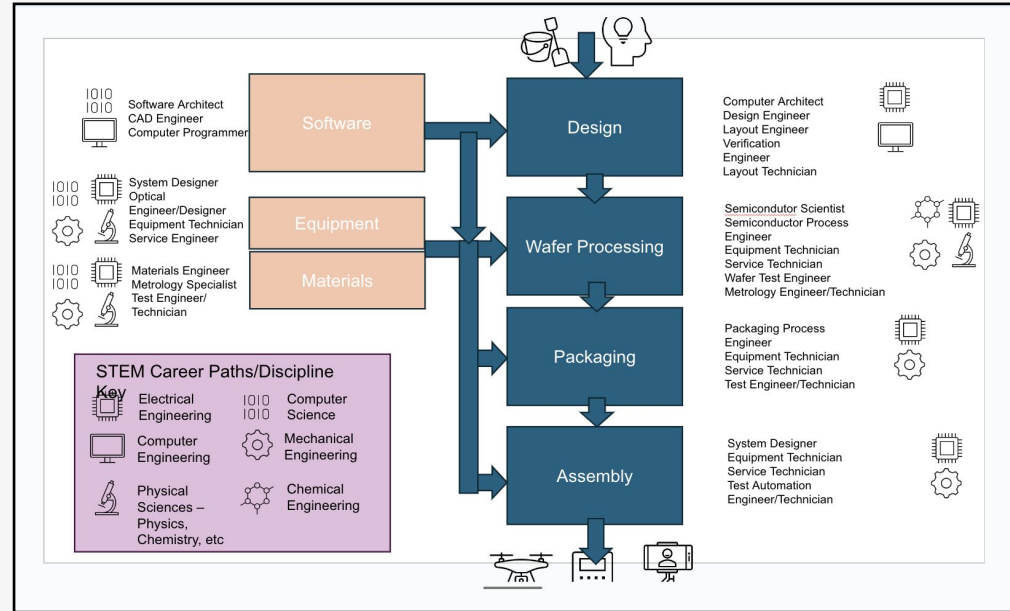 1010
1010
Software Architect
CAD Engineer
Computer Programmer
Software
Design
Computer Architect
Design Engineer
Layout Engineer
Verification
Engineer
Layout Technician
1010
1010
System Designer
Optical
Engineer/Designer
Equipment Technician
Service Engineer
Equipment
Wafer Processing
Semicondutor Scientist
Semiconductor Process
Engineer
Equipment Technician
Service Technician
Wafer Test Engineer
Metrology Engineer/Technician
1010
1010
Materials Engineer
Metrology Specialist
Test Engineer/
Technician
Materials
Packaging
Packaging Process
Engineer
Equipment Technician
Service Technician
Test Engineer/Technician
STEM Career Paths/Discipline
Key
Electrical
Engineering
1010
1010
Computer
Science
Computer
Engineering
Mechanical
Engineering
Physical
Sciences –
Physics,
Chemistry, etc
Chemical
Engineering
Assembly
System Designer
Equipment Technician
Service Technician
Test Automation
Engineer/Technician